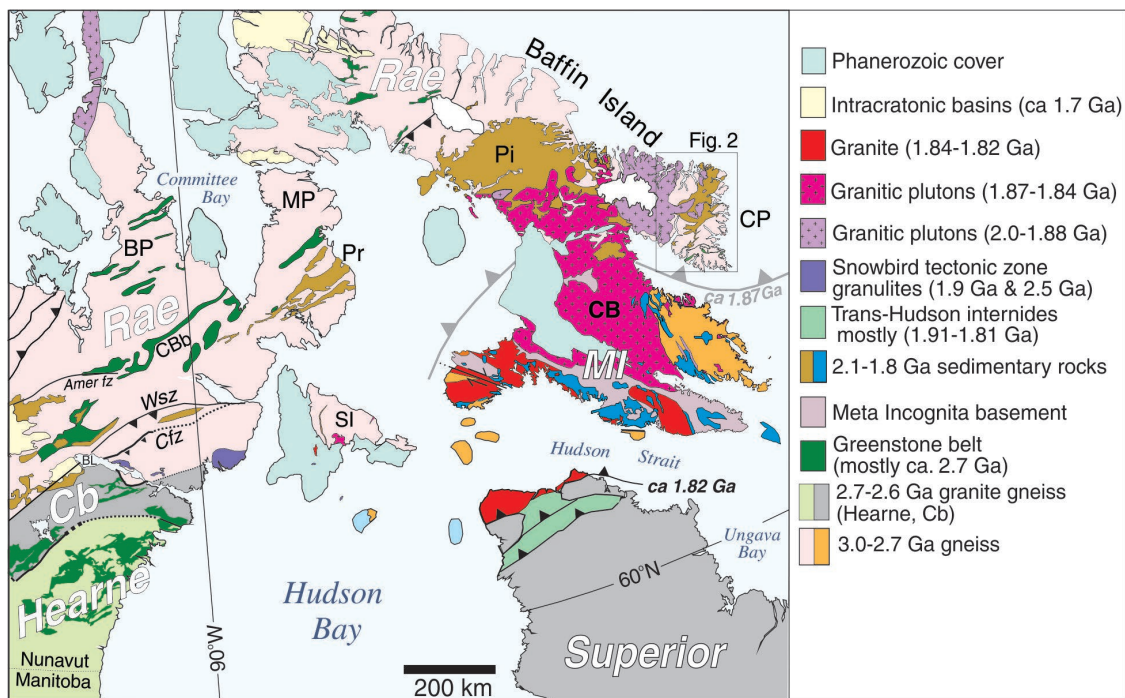 Baffin Island
Rae
Fig. 2
Pi
Committee
Bay
MP
CP
BP
Pr
ca 1.87Ga
Rae
CB
CBb
MI
Amer fz
Wsz
SI
Cfz
Hudson Strait
BL
ca 1.82 Ga
Cb
Ungava
Bay
60°N
Hearne
Hudson
Bay
90°W
Superior
Nunavut
Manitoba
200 km
Phanerozoic cover
Intracratonic basins (ca 1.7 Ga)
Granite (1.84-1.82 Ga)
Granitic plutons (1.87-1.84 Ga)
Granitic plutons (2.0-1.88 Ga)
Snowbird tectonic zone
granulites (1.9 Ga & 2.5 Ga)
Trans-Hudson internides
mostly (1.91-1.81 Ga)
2.1-1.8 Ga sedimentary rocks
Meta Incognita basement
Greenstone belt
(mostly ca. 2.7 Ga)
2.7-2.6 Ga granite gneiss
(Hearne, Cb)
3.0-2.7 Ga gneiss